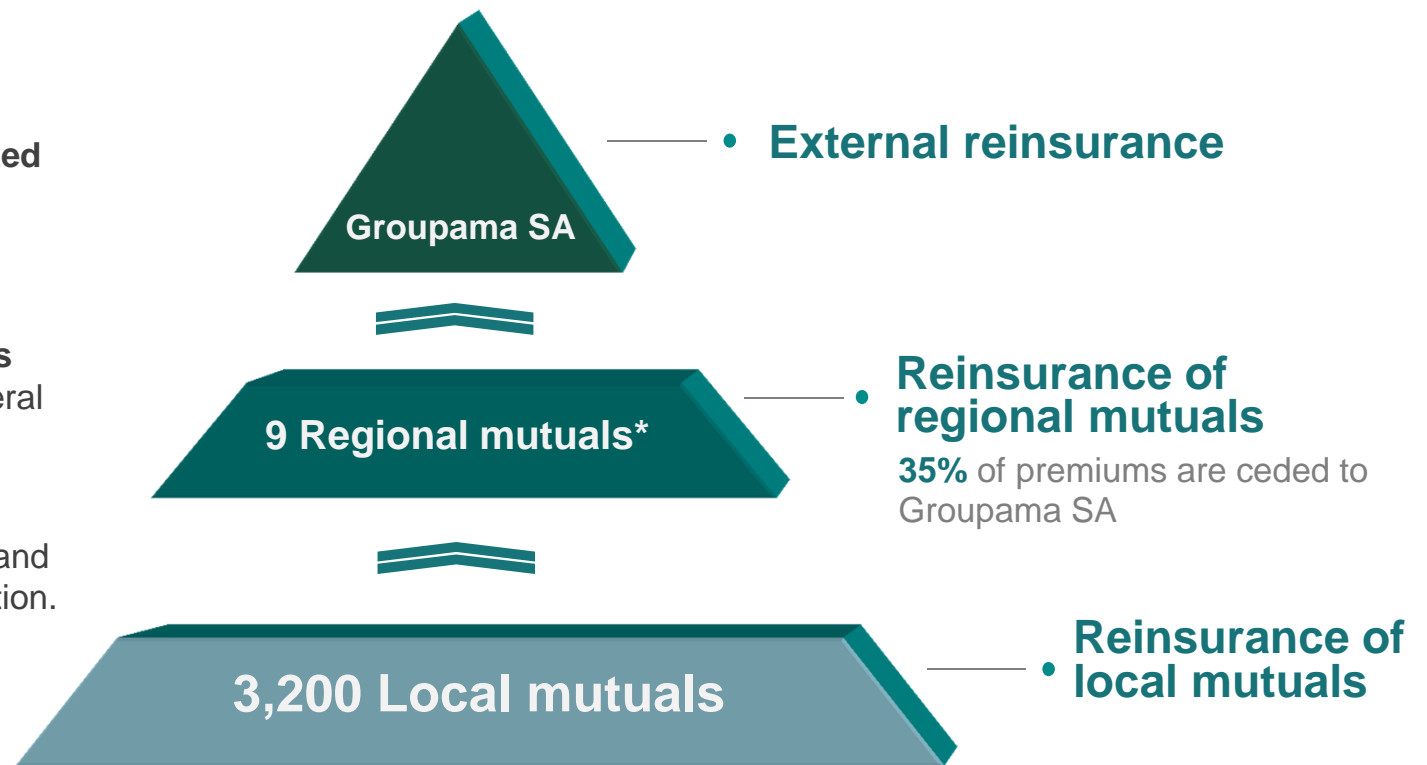 ed
External reinsurance
Groupama SA
s
eral
Reinsurance of
regional mutuals
9 Regional mutuals*
35% of premiums are ceded to
Groupama SA
and
tion.
Reinsurance of
local mutuals
3,200 Local mutuals